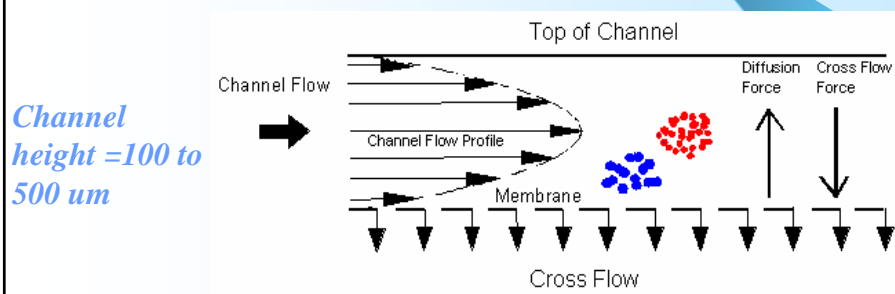 Top of Channel
Channel Flow
Diffusion Force
Cross Flow Force
Channel
height =100 to
500 um
Channel Flow Profile
Membrane
Cross Flow